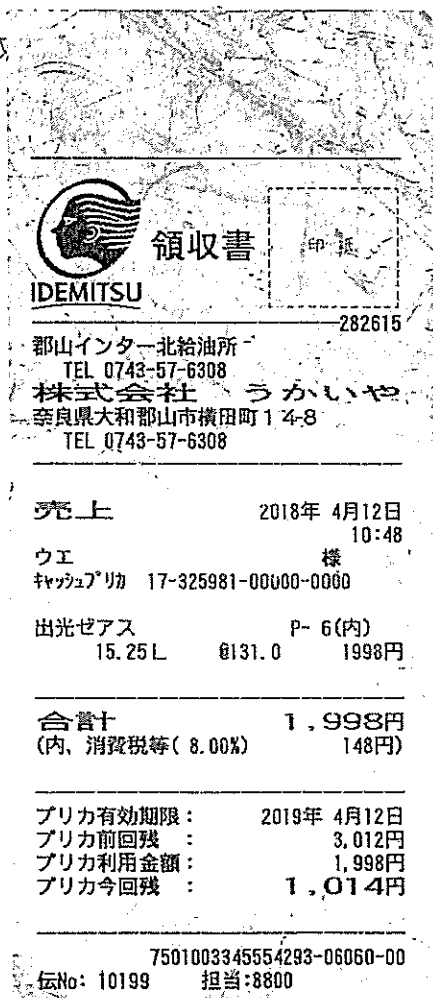 IDEMITSU
領収書
印 紙
282615
郡山インター北給油所
TEL 0743-57-6308
株式会社 うかいや
奈良県大和郡山市横田町14-8
TEL 0743-57-6308
売上 2018年 4月12日
10:48
ウエ 様
ｷｬｯｼｭﾌﾟﾘｶ 17-325981-00000-0000
出光ゼアス P- 6(内)
15.25L @131.0 1998円
合計 1,998円
(内、消費税等( 8.00%) 148円)
プリカ有効期限： 2019年 4月12日
プリカ前回残 ： 3,012円
プリカ利用金額： 1,998円
プリカ今回残 ： 1,014円
7501003345554293-06060-00
伝No: 10199 担当:8800